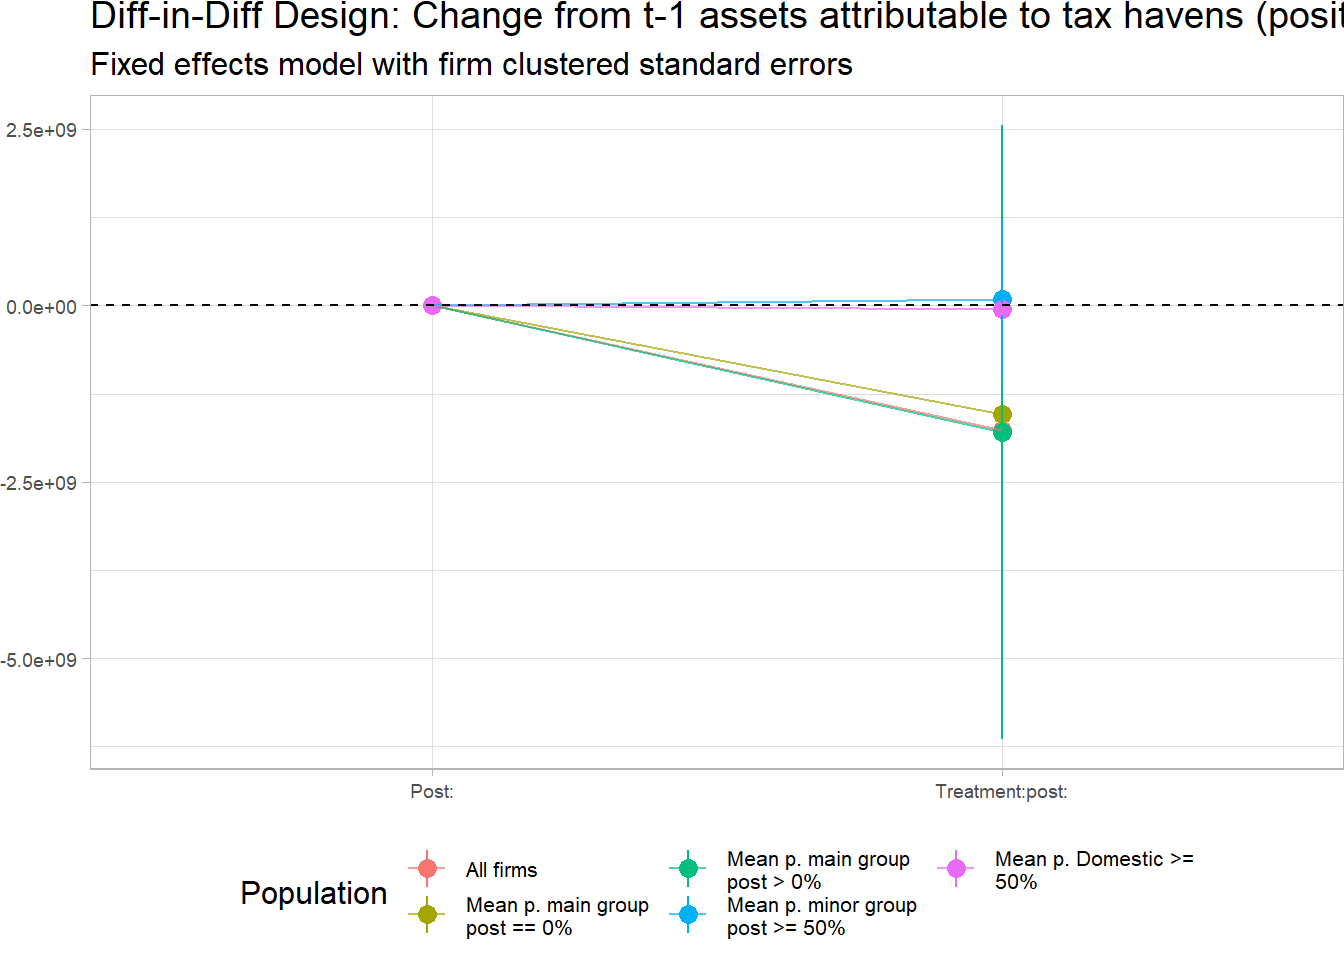 Diff-in-Diff Design: Change from t-1 assets attributable to tax havens (posit
Fixed effects model with firm clustered standard errors
2.5e+09
0.0e+00
-2.5e+09
-5.0e+09
Post:
Treatment:post:
Population
All firms
Mean p. main group
post == 0%
Mean p. main group
post > 0%
Mean p. minor group
post >= 50%
Mean p. Domestic >=
50%